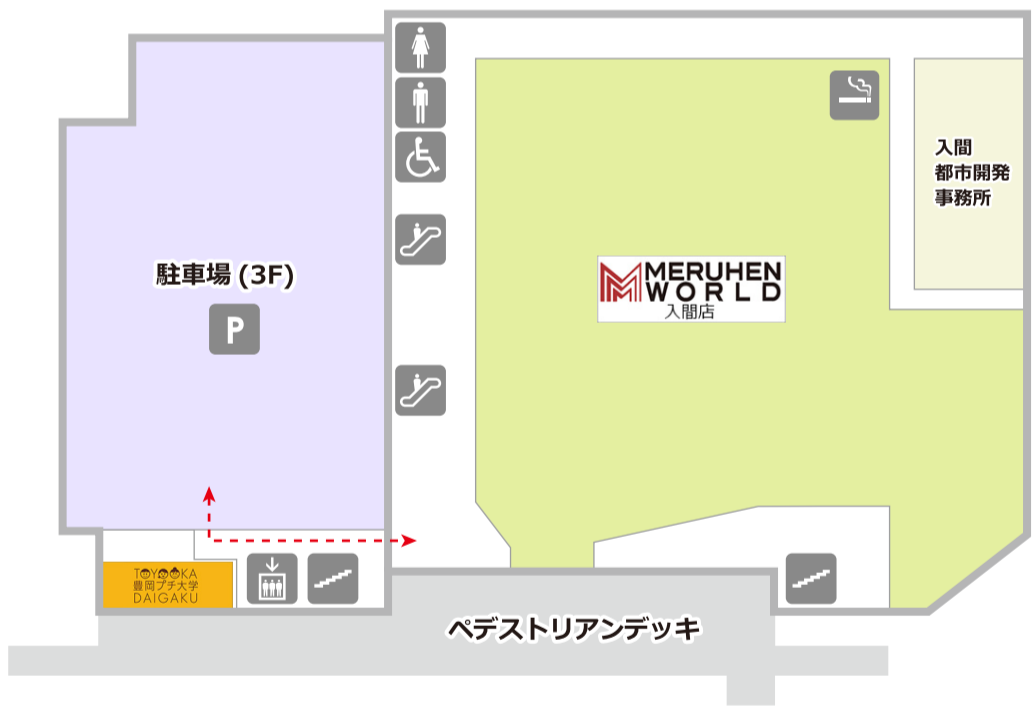 入間
都市開発
事務所
駐車場 (3F)
P
MERUHEN
WORLD
入間店
TOYOOKA
豊岡プチ大学
DAIGAKU
ペデストリアンデッキ